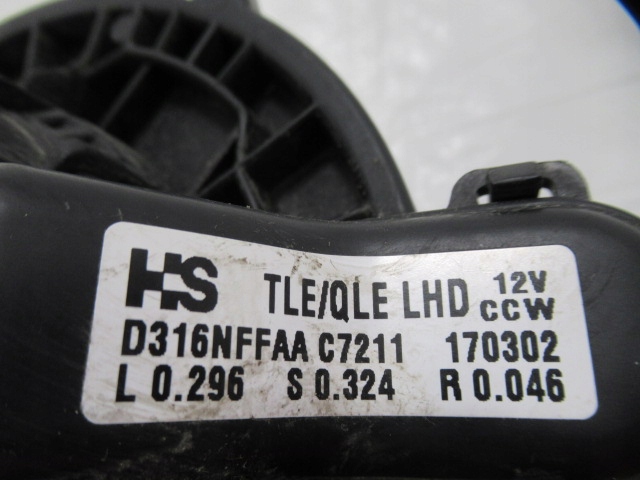 HS TLE/QLE LHD 12V CCW
D316NFFAA C7211 170302
L 0.296 S 0.324 R 0.046